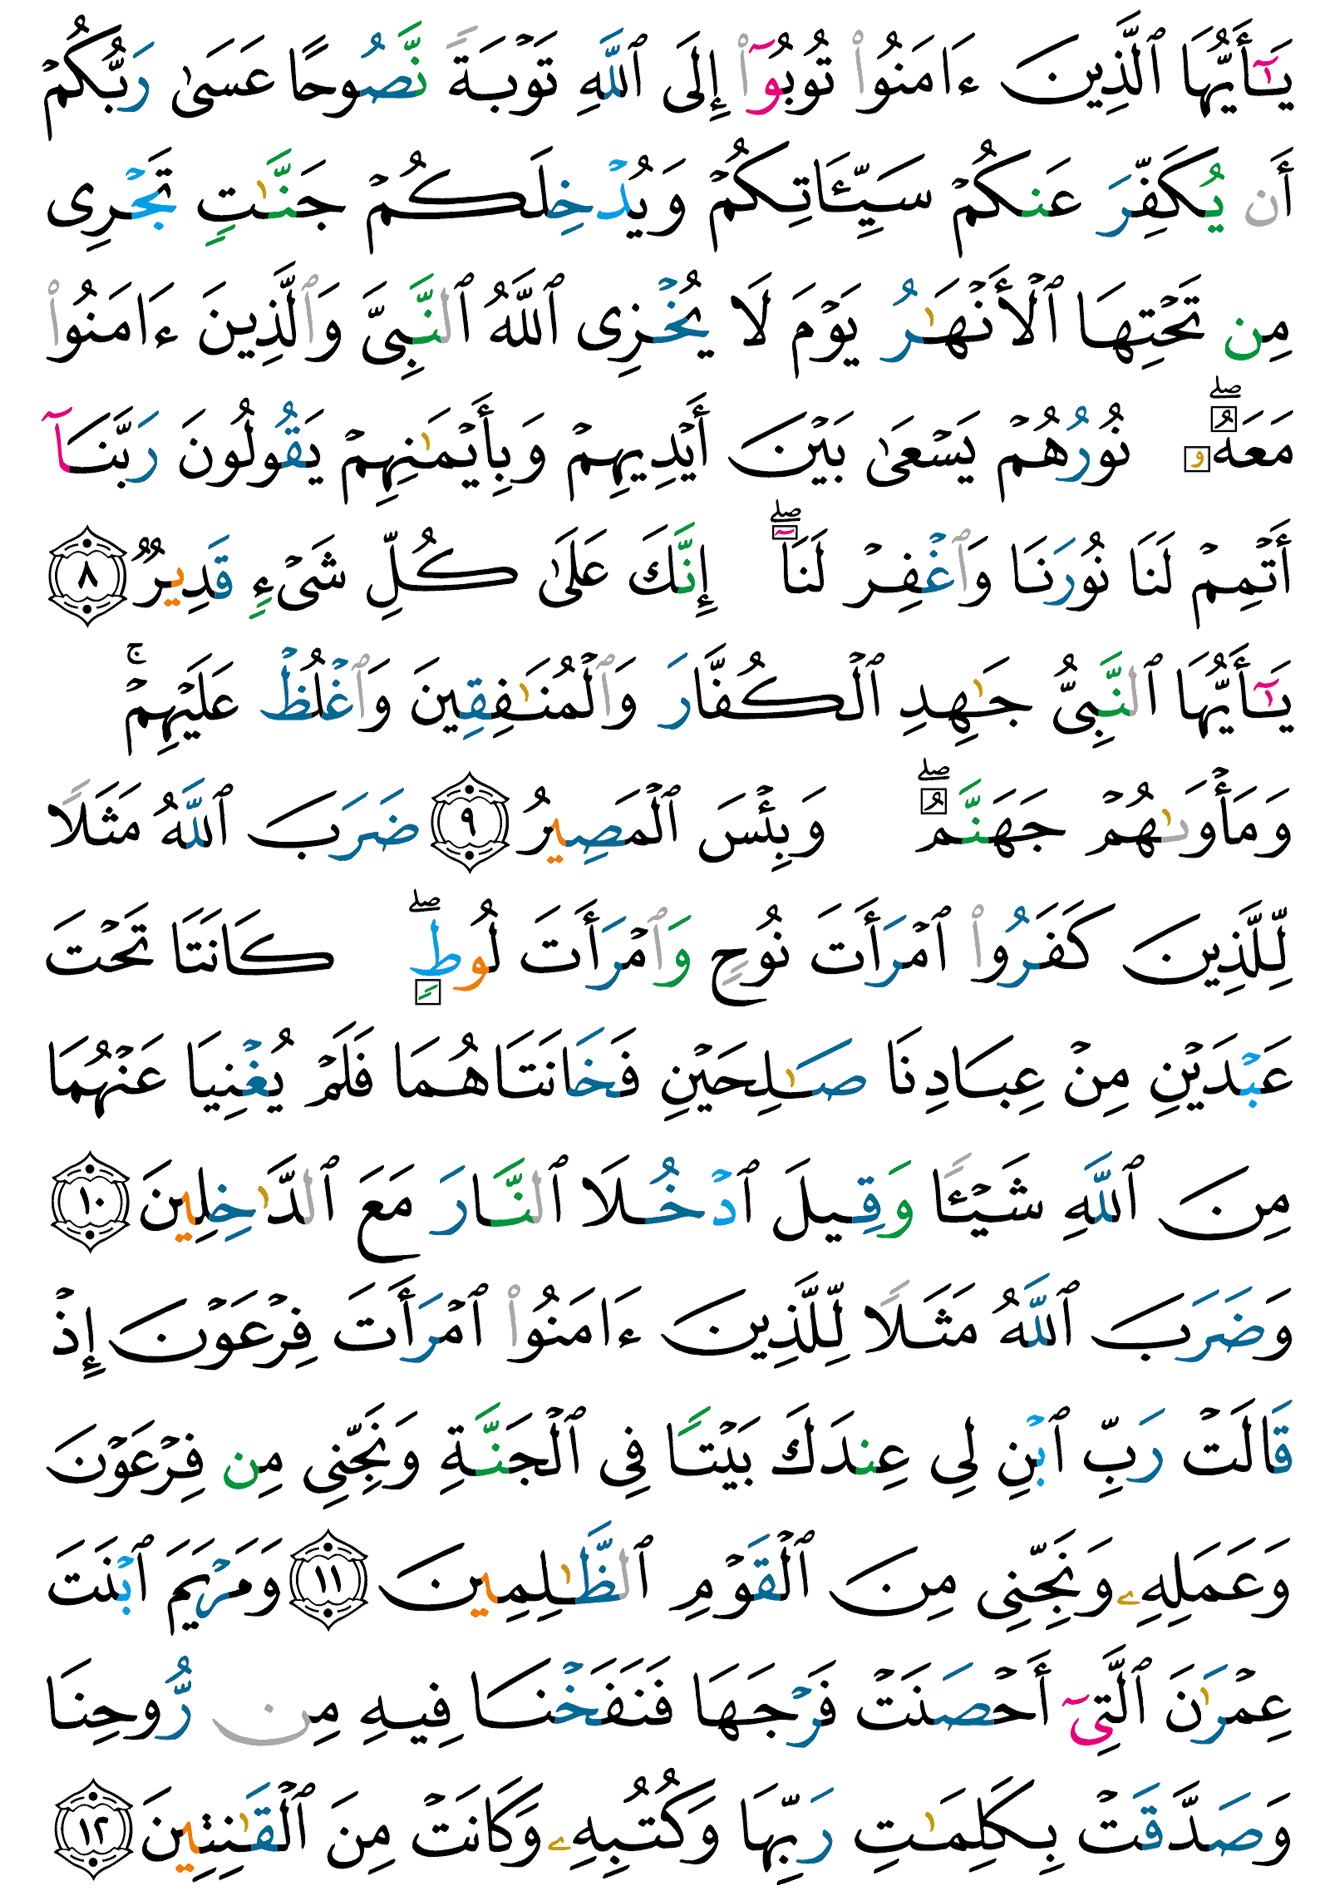 يَـٰٓأَيُّهَا ٱلَّذِينَ ءَامَنُوا۟ تُوبُوٓا۟ إِلَى ٱللَّهِ تَوْبَةً نَّصُوحًا عَسَىٰ رَبُّكُمْ
أَن يُكَفِّرَ عَنكُمْ سَيِّـَٔاتِكُمْ وَيُدْخِلَكُمْ جَنَّـٰتٍ تَجْرِى
مِن تَحْتِهَا ٱلْأَنْهَـٰرُ يَوْمَ لَا يُخْزِى ٱللَّهُ ٱلنَّبِىَّ وَٱلَّذِينَ ءَامَنُوا۟
مَعَهُۥ ۖ نُورُهُمْ يَسْعَىٰ بَيْنَ أَيْدِيهِمْ وَبِأَيْمَـٰنِهِمْ يَقُولُونَ رَبَّنَآ
أَتْمِمْ لَنَا نُورَنَا وَٱغْفِرْ لَنَآ ۖ إِنَّكَ عَلَىٰ كُلِّ شَىْءٍ قَدِيرٌ ٨
يَـٰٓأَيُّهَا ٱلنَّبِىُّ جَـٰهِدِ ٱلْكُفَّارَ وَٱلْمُنَـٰفِقِينَ وَٱغْلُظْ عَلَيْهِمْ ۚ
وَمَأْوَىٰهُمْ جَهَنَّمُ ۖ وَبِئْسَ ٱلْمَصِيرُ ٩ ضَرَبَ ٱللَّهُ مَثَلًا
لِّلَّذِينَ كَفَرُوا۟ ٱمْرَأَتَ نُوحٍ وَٱمْرَأَتَ لُوطٍ ۖ كَانَتَا تَحْتَ
عَبْدَيْنِ مِنْ عِبَادِنَا صَـٰلِحَيْنِ فَخَانَتَاهُمَا فَلَمْ يُغْنِيَا عَنْهُمَا
مِنَ ٱللَّهِ شَيْـًٔا وَقِيلَ ٱدْخُلَا ٱلنَّارَ مَعَ ٱلدَّٰخِلِينَ ١٠
وَضَرَبَ ٱللَّهُ مَثَلًا لِّلَّذِينَ ءَامَنُوا۟ ٱمْرَأَتَ فِرْعَوْنَ إِذْ
قَالَتْ رَبِّ ٱبْنِ لِى عِندَكَ بَيْتًا فِى ٱلْجَنَّةِ وَنَجِّنِى مِن فِرْعَوْنَ
وَعَمَلِهِۦ وَنَجِّنِى مِنَ ٱلْقَوْمِ ٱلظَّـٰلِمِينَ ١١ وَمَرْيَمَ ٱبْنَتَ
عِمْرَٰنَ ٱلَّتِىٓ أَحْصَنَتْ فَرْجَهَا فَنَفَخْنَا فِيهِ مِن رُّوحِنَا
وَصَدَّقَتْ بِكَلِمَـٰتِ رَبِّهَا وَكُتُبِهِۦ وَكَانَتْ مِنَ ٱلْقَـٰنِتِينَ ١٢